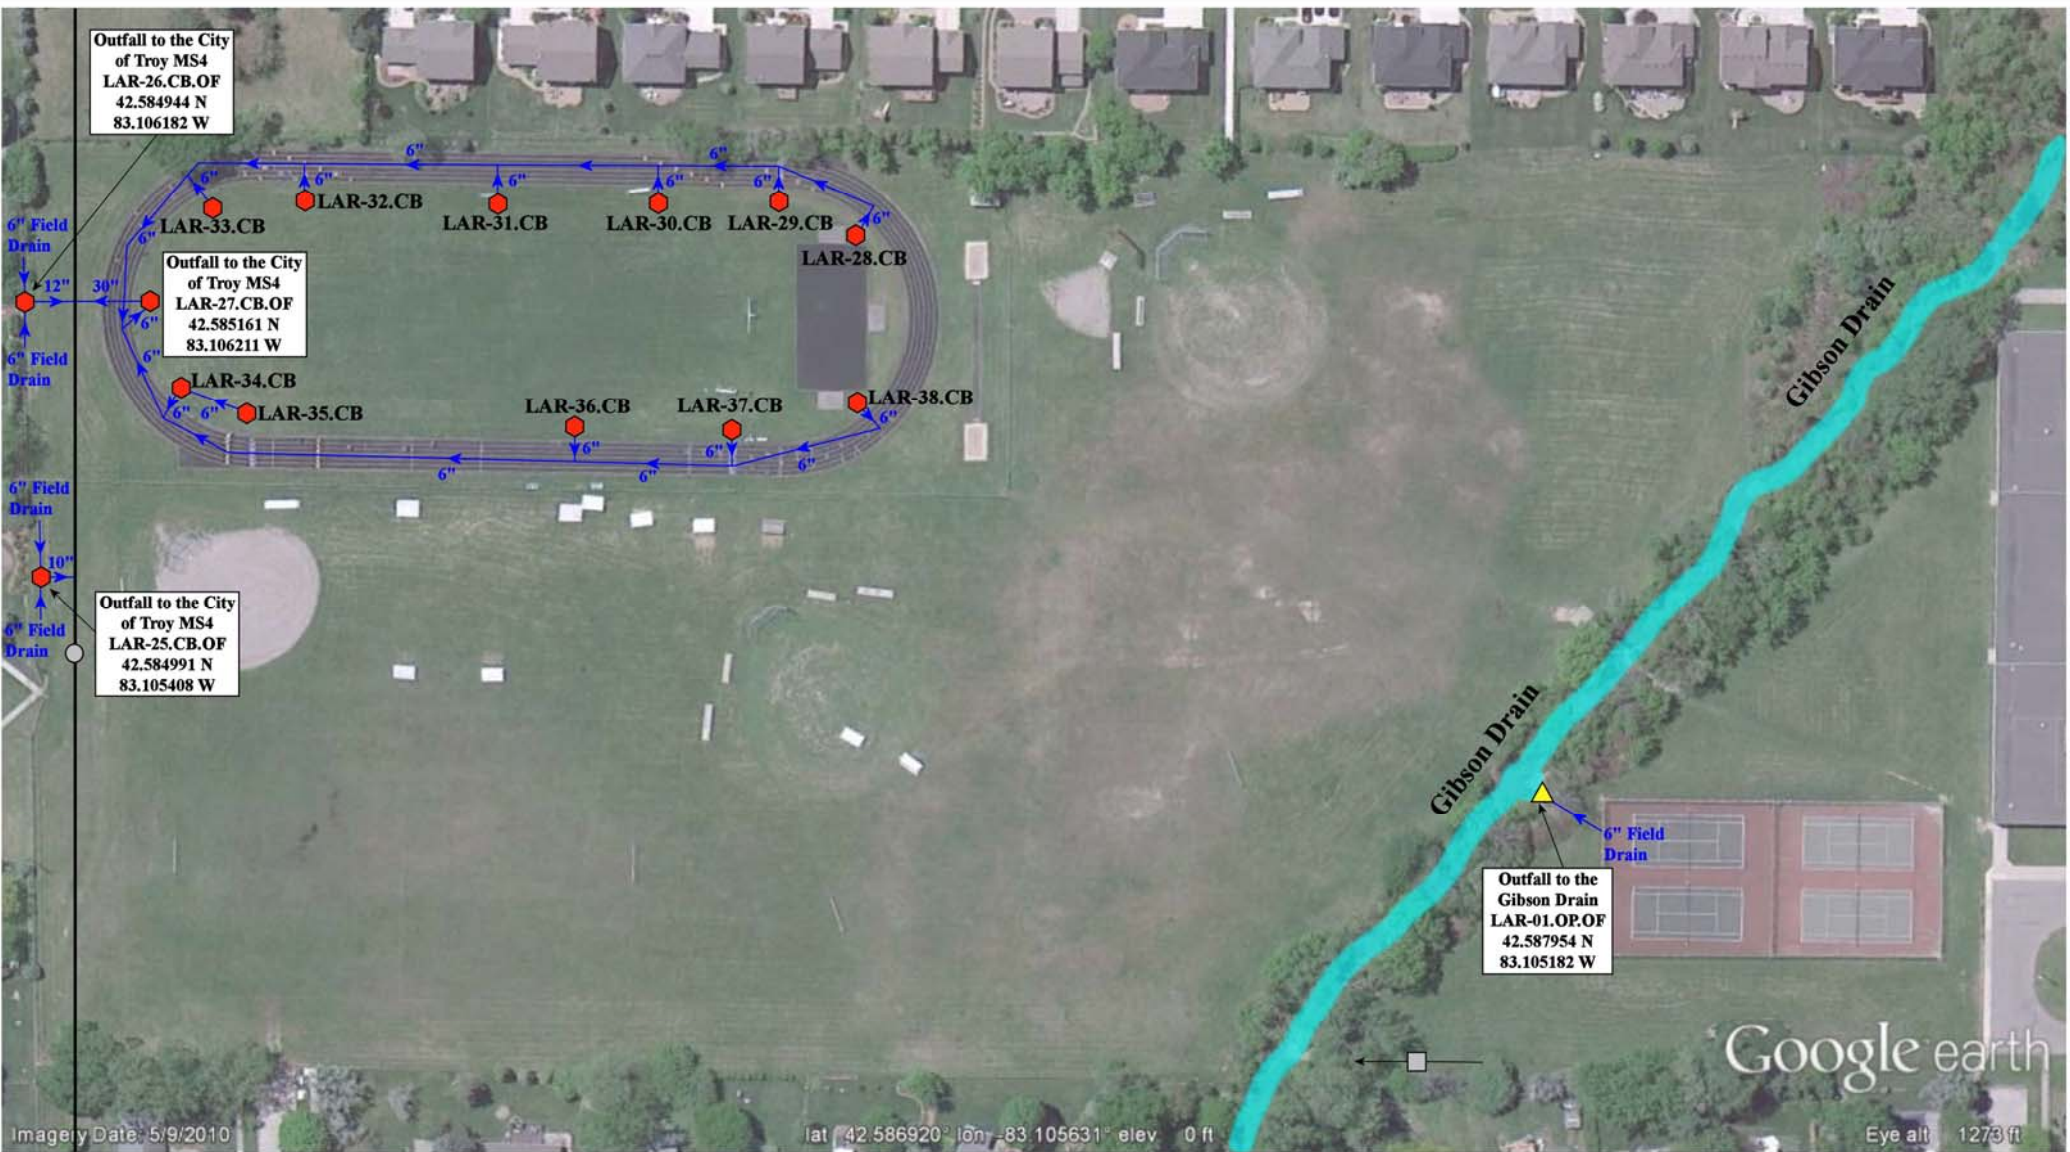 Outfall to the City
of Troy MS4
LAR-26.CB.OF
42.584944 N
83.106182 W
6"
6"
6"
6"
6"
6"
6"
6"
6"
LAR-33.CB
LAR-32.CB
LAR-31.CB
LAR-30.CB
LAR-29.CB
LAR-28.CB
6" Field
Drain
6"
12"
30"
6"
6" Field
Drain
Outfall to the City
of Troy MS4
LAR-27.CB.OF
42.585161 N
83.106211 W
6"
LAR-34.CB
6"
6"
LAR-35.CB
LAR-36.CB
LAR-37.CB
LAR-38.CB
6"
6"
6"
6"
6"
6"
Gibson Drain
6" Field
Drain
10"
6" Field
Drain
Outfall to the City
of Troy MS4
LAR-25.CB.OF
42.584991 N
83.105408 W
Gibson Drain
6" Field
Drain
Outfall to the
Gibson Drain
LAR-01.OP.OF
42.587954 N
83.105182 W
Google earth
Imagery Date: 5/9/2010
lat 42.586920° lon -83.105631° elev 0 ft
Eye alt 1273 ft